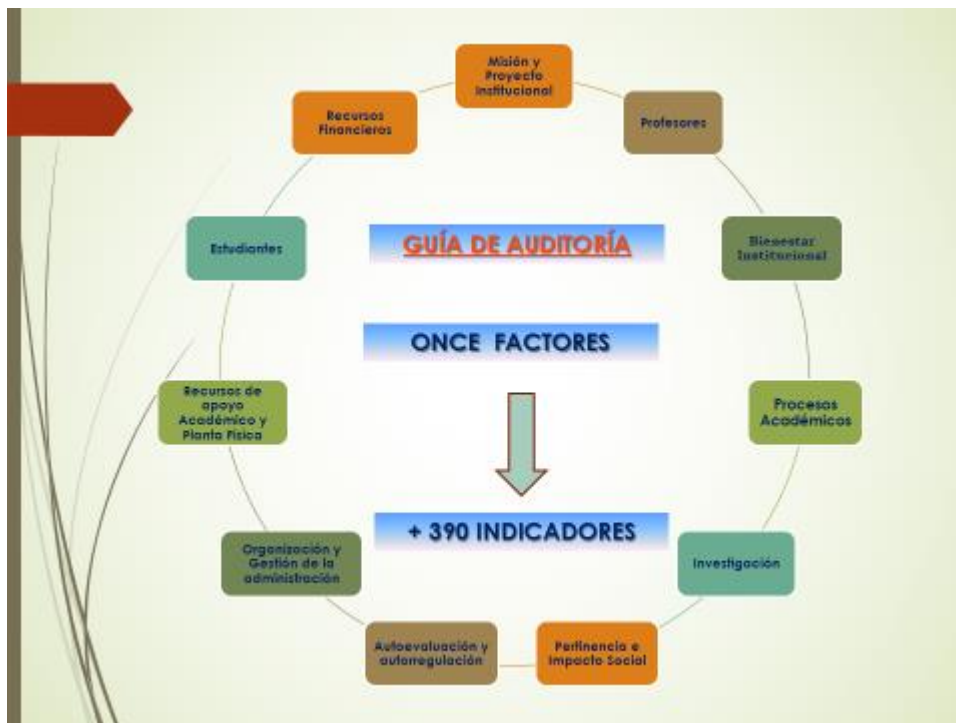 Misión y
Proyecto
Institucional
Profesores
Bienestar
Institucional
Procesos
Académicos
Investigación
Pertinencia e
Impacto Social
Autoevaluación y
autorregulación
Organización y
Gestión de la
administración
Recursos de
apoyo
Académico y
Planta Física
Estudiantes
Recursos
Financieros
GUÍA DE AUDITORÍA
ONCE FACTORES
+ 390 INDICADORES